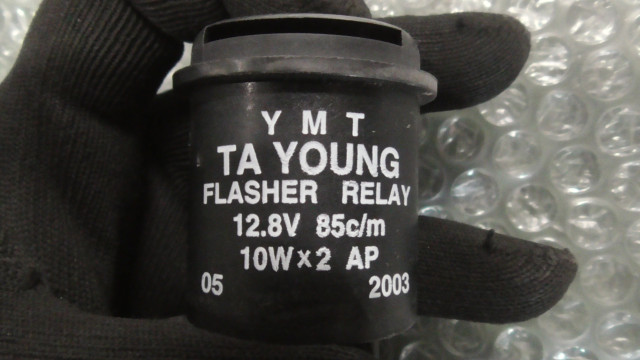 Y M T
TA YOUNG
FLASHER RELAY
12.8V 85c/m
10W×2 AP
05 2003